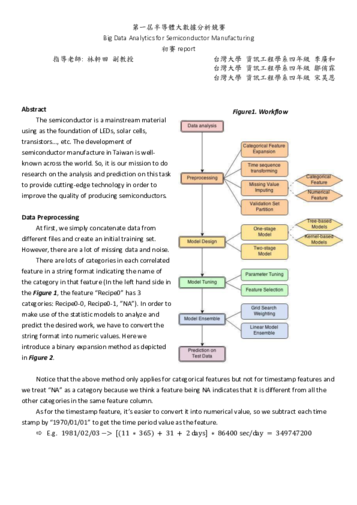 第一屆半導體大數據分析競賽
Big Data Analytics for Semiconductor Manufacturing
初賽 report
指導老師: 林軒田 副教授
台灣大學 資訊工程學系四年級
台灣大學 資訊工程學系四年級
台灣大學 資訊工程學系四年級
Abstract
The semiconductor is a mainstream material
using as the foundation of LEDs, solar cells,
transistors…, etc. The development of
semiconductor manufacture in Taiwan is well-
known across the world. So, it is our mission to do
research on the analysis and prediction on this task
to provide cutting-edge technology in order to
improve the quality of producing semiconductors.
Data Preprocessing
At first, we simply concatenate data from
different files and create an initial training set.
However, there are lot of missing data and noise.
There are lots of categories in each correlated
feature in a string format indicating the name of
the category in that feature (In the left hand side in
the Figure 1, the feature "Recipe0" has 3
categories: Recipe0-0, Recipe0-1, "NA"). In order to
make use of the statistic models to analyze and
predict the desired work, we have to convert the
string format into numeric values. Here we
introduce a binary expansion method as depicted
in Figure 2.
Figure1. Workflow
Data analysis
Preprocessing
Categorical Feature
Expansion
Time sequence
transforming
Missing Value
Imputing
Categorical
Feature
Numerical
Feature
Validation Set
Partition
Model Design
One-stage
Model
Two-stage
Model
Tree-based
Models
Kernel-based
Models
Model Tuning
Parameter Tuning
Feature Selection
Model Ensemble
Grid Search
Weighting
Linear Model
Ensemble
Prediction on
Test Data
Notice that the above method only applies for categorical features but not for timestamp features and
we treat "NA" as a category because we think a feature being NA indicates that it is different from all the
other categories in the same feature column.
As for the timestamp feature, it's easier to convert it into numerical value, so we subtract each time
stamp by "1970/01/01" to get the time period value as the feature.
⇨ E.g. 1981/02/03 −> [(11 ∗ 365) + 31 + 2 days] ∗ 86400 sec/day = 349747200